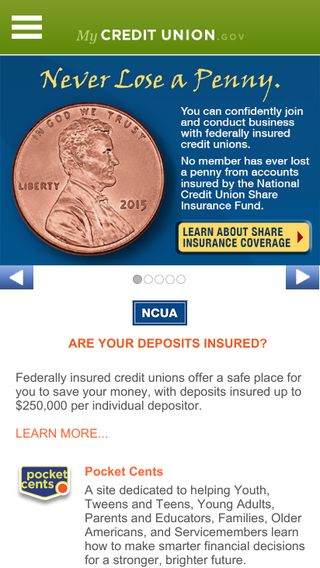 My CREDIT UNION.GOV
Never Lose a Penny.
IN GOD WE TRUST
LIBERTY
2015
You can confidently join
and conduct business
with federally insured
credit unions.
No member has ever lost
a penny from accounts
insured by the National
Credit Union Share
Insurance Fund.
LEARN ABOUT SHARE
INSURANCE COVERAGE
NCUA
ARE YOUR DEPOSITS INSURED?
Federally insured credit unions offer a safe place for
you to save your money, with deposits insured up to
$250,000 per individual depositor.
LEARN MORE...
pocket
cents
Pocket Cents
A site dedicated to helping Youth,
Tweens and Teens, Young Adults,
Parents and Educators, Families, Older
Americans, and Servicemembers learn
how to make smarter financial decisions
for a stronger, brighter future.